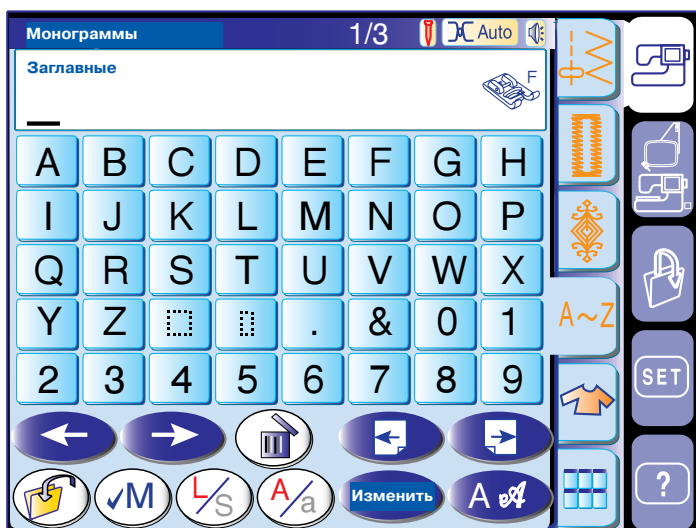 Монограммы 1/3 Auto
Заглавные F
A B C D E F G H
I J K L M N O P
Q R S T U V W X
Y Z . & 0 1
A~Z
2 3 4 5 6 7 8 9
SET
✓M L/S A/a Изменить A A
?